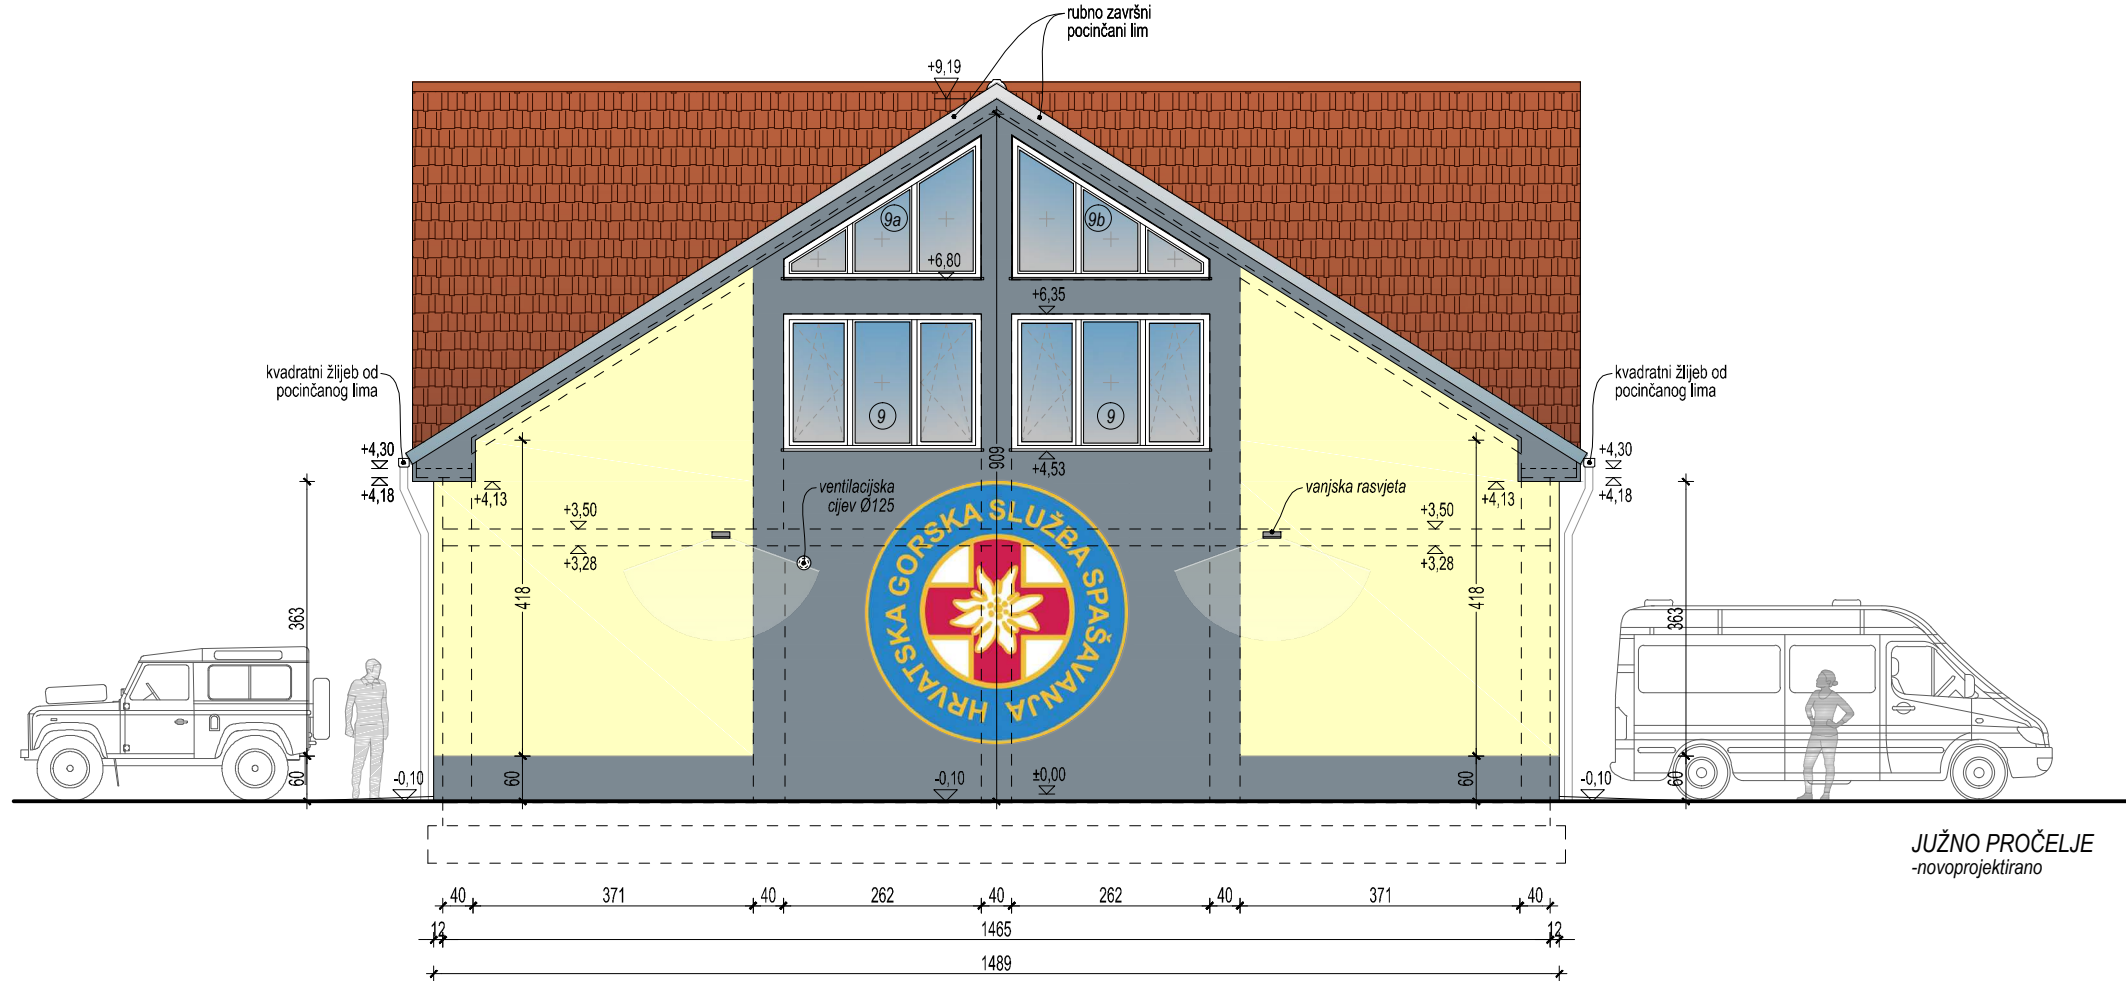 rubno završni
pocinčani lim
+9,19
9a
9b
+6,80
+6,35
kvadratni žlijeb od
pocinčanog lima
kvadratni žlijeb od
pocinčanog lima
9
9
+4,30
+4,18
+4,13
+4,53
909
+4,13
+4,30
+4,18
ventilacijska
cijev Ø125
vanjska rasvjeta
+3,50
+3,28
+3,50
+3,28
HRVATSKA GORSKA SLUŽBA SPAŠAVANJA
363
418
418
363
60
60
60
60
-0,10
-0,10
±0,00
-0,10
JUŽNO PROČELJE
-novoprojektirano
40 371 40 262 40 262 40 371 40
12 1465 12
1489